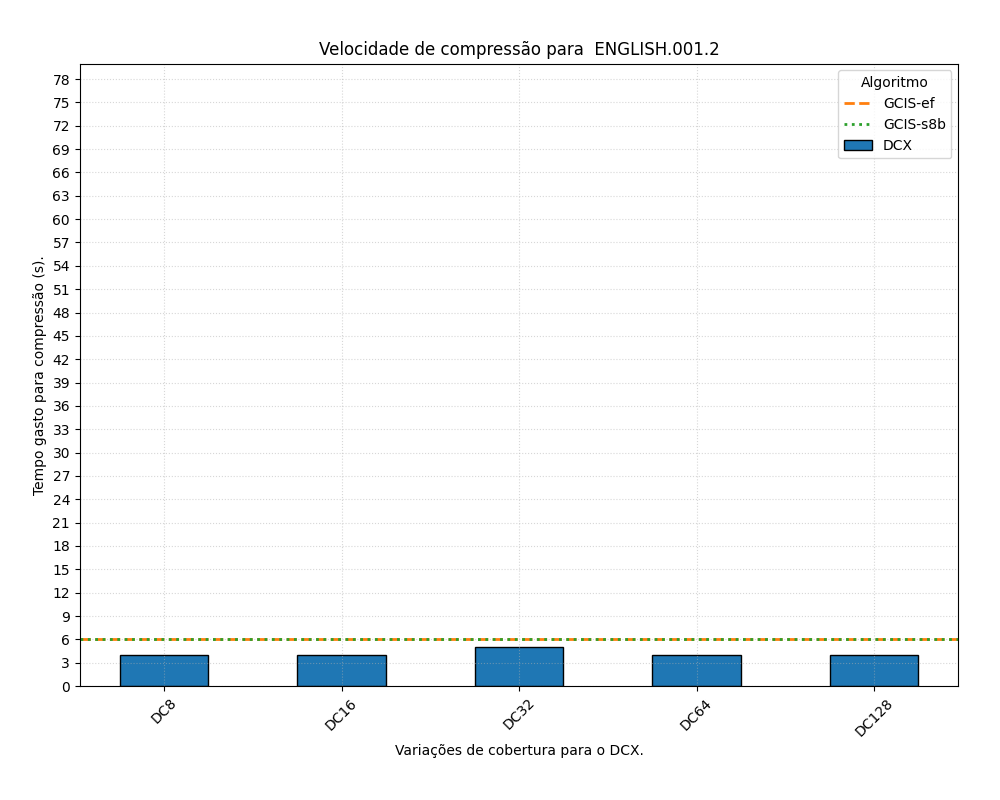 Velocidade de compressão para  ENGLISH.001.2
Algoritmo
GCIS-ef
GCIS-s8b
DCX
Tempo gasto para compressão (s).
78
75
72
69
66
63
60
57
54
51
48
45
42
39
36
33
30
27
24
21
18
15
12
9
6
3
0
DC8
DC16
DC32
DC64
DC128
Variações de cobertura para o DCX.